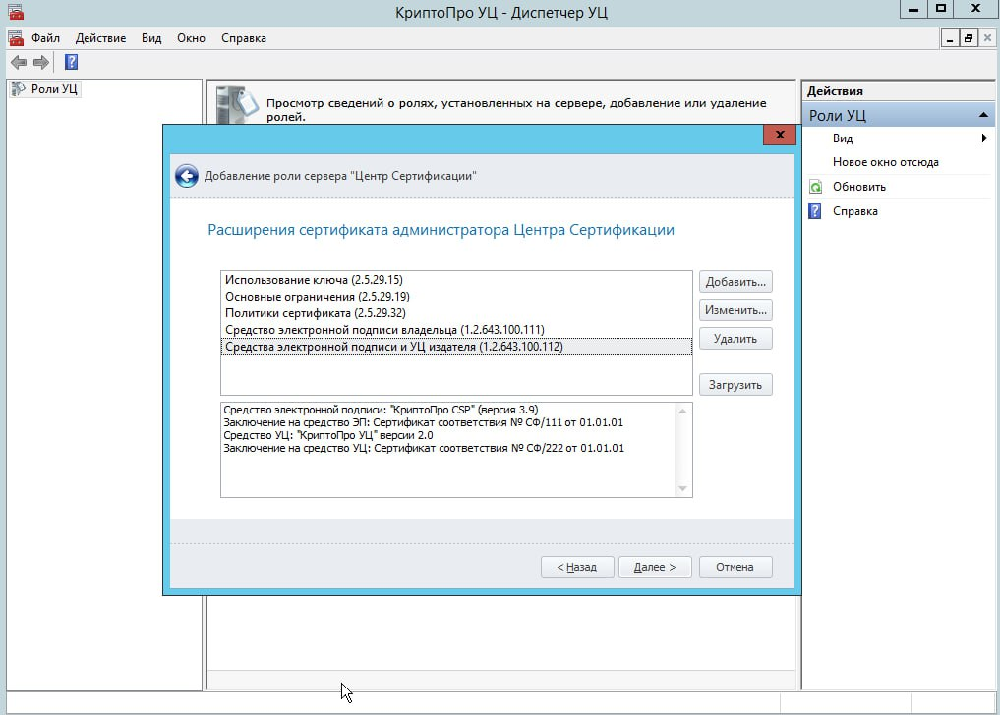 КриптоПро УЦ - Диспетчер УЦ
Файл Действие Вид Окно Справка
Роли УЦ
Просмотр сведений о ролях, установленных на сервере, добавление или удаление
ролей.
Добавление роли сервера "Центр Сертификации"
Расширения сертификата администратора Центра Сертификации
Использование ключа (2.5.29.15)
Основные ограничения (2.5.29.19)
Политики сертификата (2.5.29.32)
Средство электронной подписи владельца (1.2.643.100.111)
Средства электронной подписи и УЦ издателя (1.2.643.100.112)
Добавить...
Изменить...
Удалить
Загрузить
Средство электронной подписи: "КриптоПро CSP" (версия 3.9)
Заключение на средство ЭП: Сертификат соответствия № СФ/111 от 01.01.01
Средство УЦ: "КриптоПро УЦ" версии 2.0
Заключение на средство УЦ: Сертификат соответствия № СФ/222 от 01.01.01
< Назад Далее > Отмена
Действия
Роли УЦ
Вид
Новое окно отсюда
Обновить
Справка